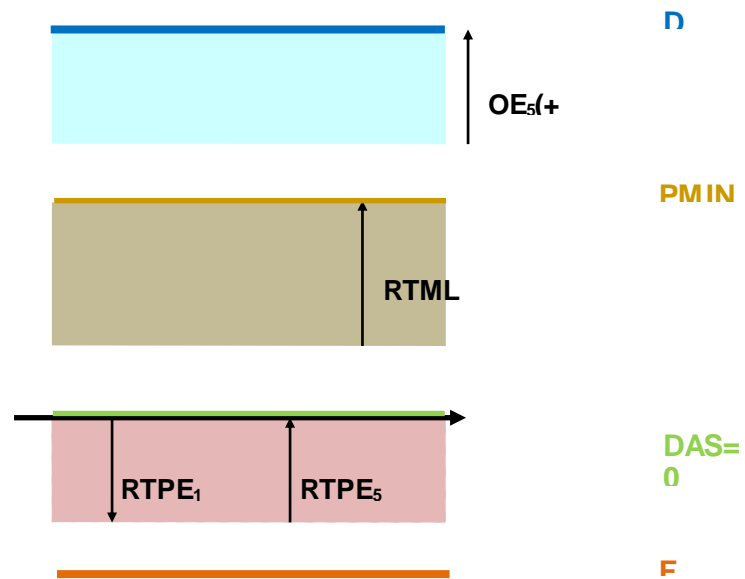 D
OE₅(+
PMIN
RTML
DAS=
0
RTPE₁
RTPE₅